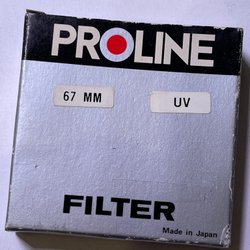 PROLINE
67 MM UV
FILTER
Made in Japan